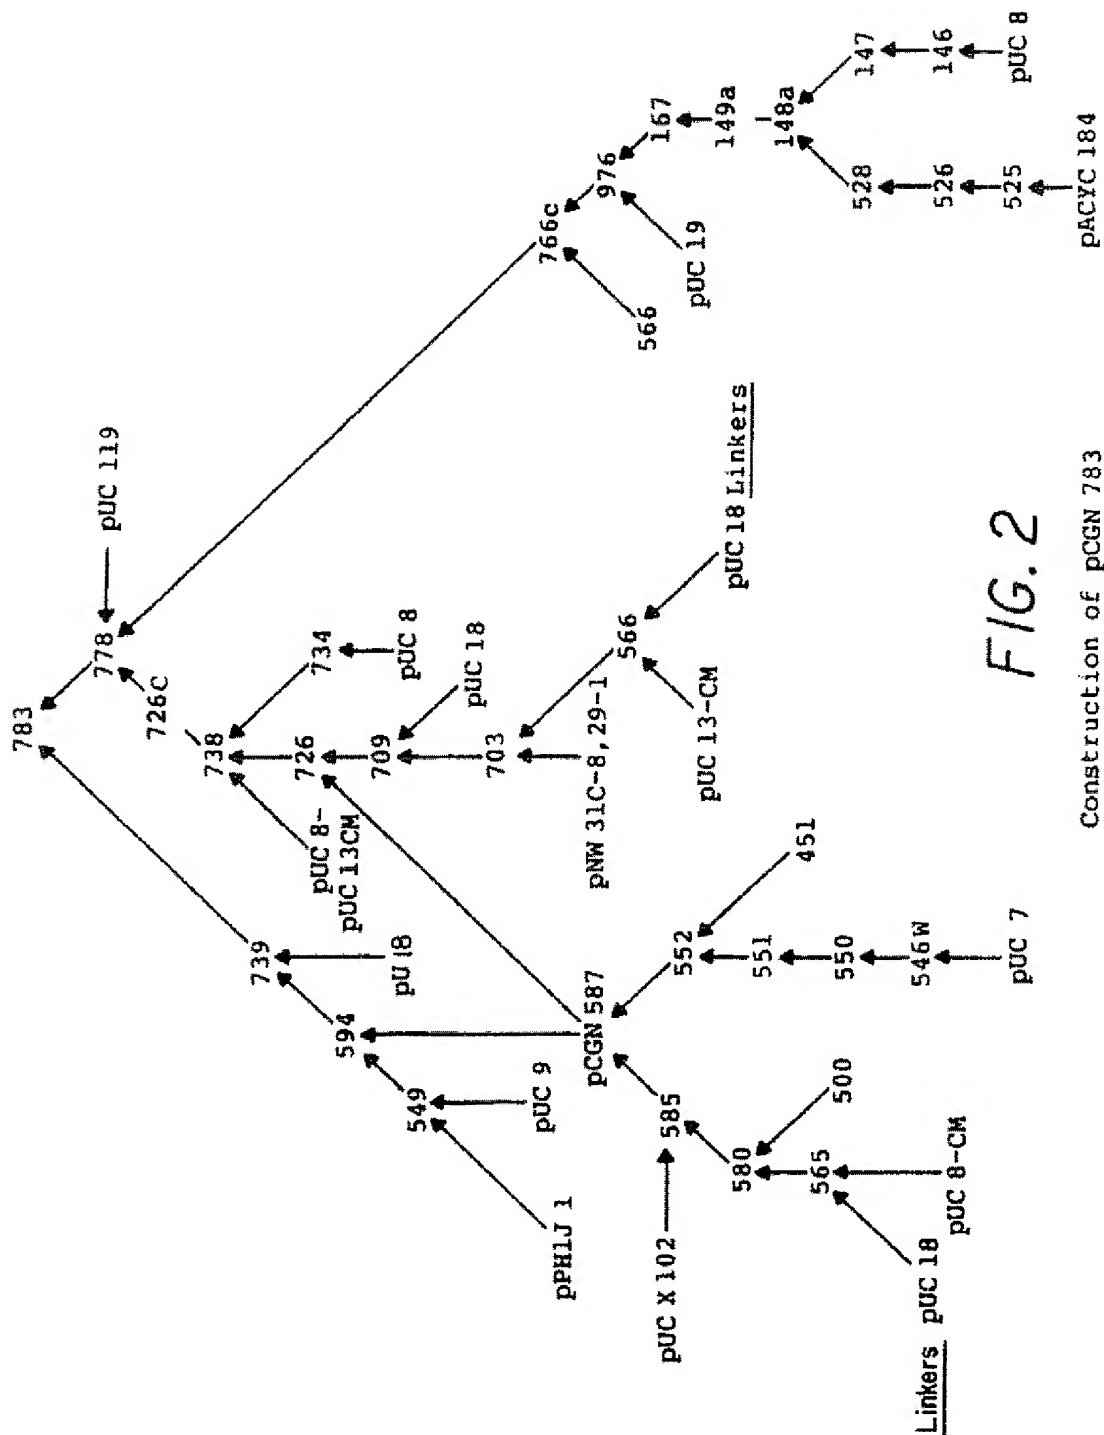 783
778
pUC 119
726C
739
738
734
pU 18
pUC 8-
pUC 13CM
pUC 8
594
726
709
pUC 18
549
pUC 9
703
pPH1J 1
pCGN 587
pNW 31C-8, 29-1
566
pUC 13-CM
pUC 18 Linkers
585
552
451
pUC X 102
551
580
500
550
565
546W
Linkers pUC 18
pUC 8-CM
pUC 7
766c
976
566
pUC 19
167
149a
148a
528
147
526
146
525
pUC 8
pACYC 184
FIG. 2
Construction of pCGN 783